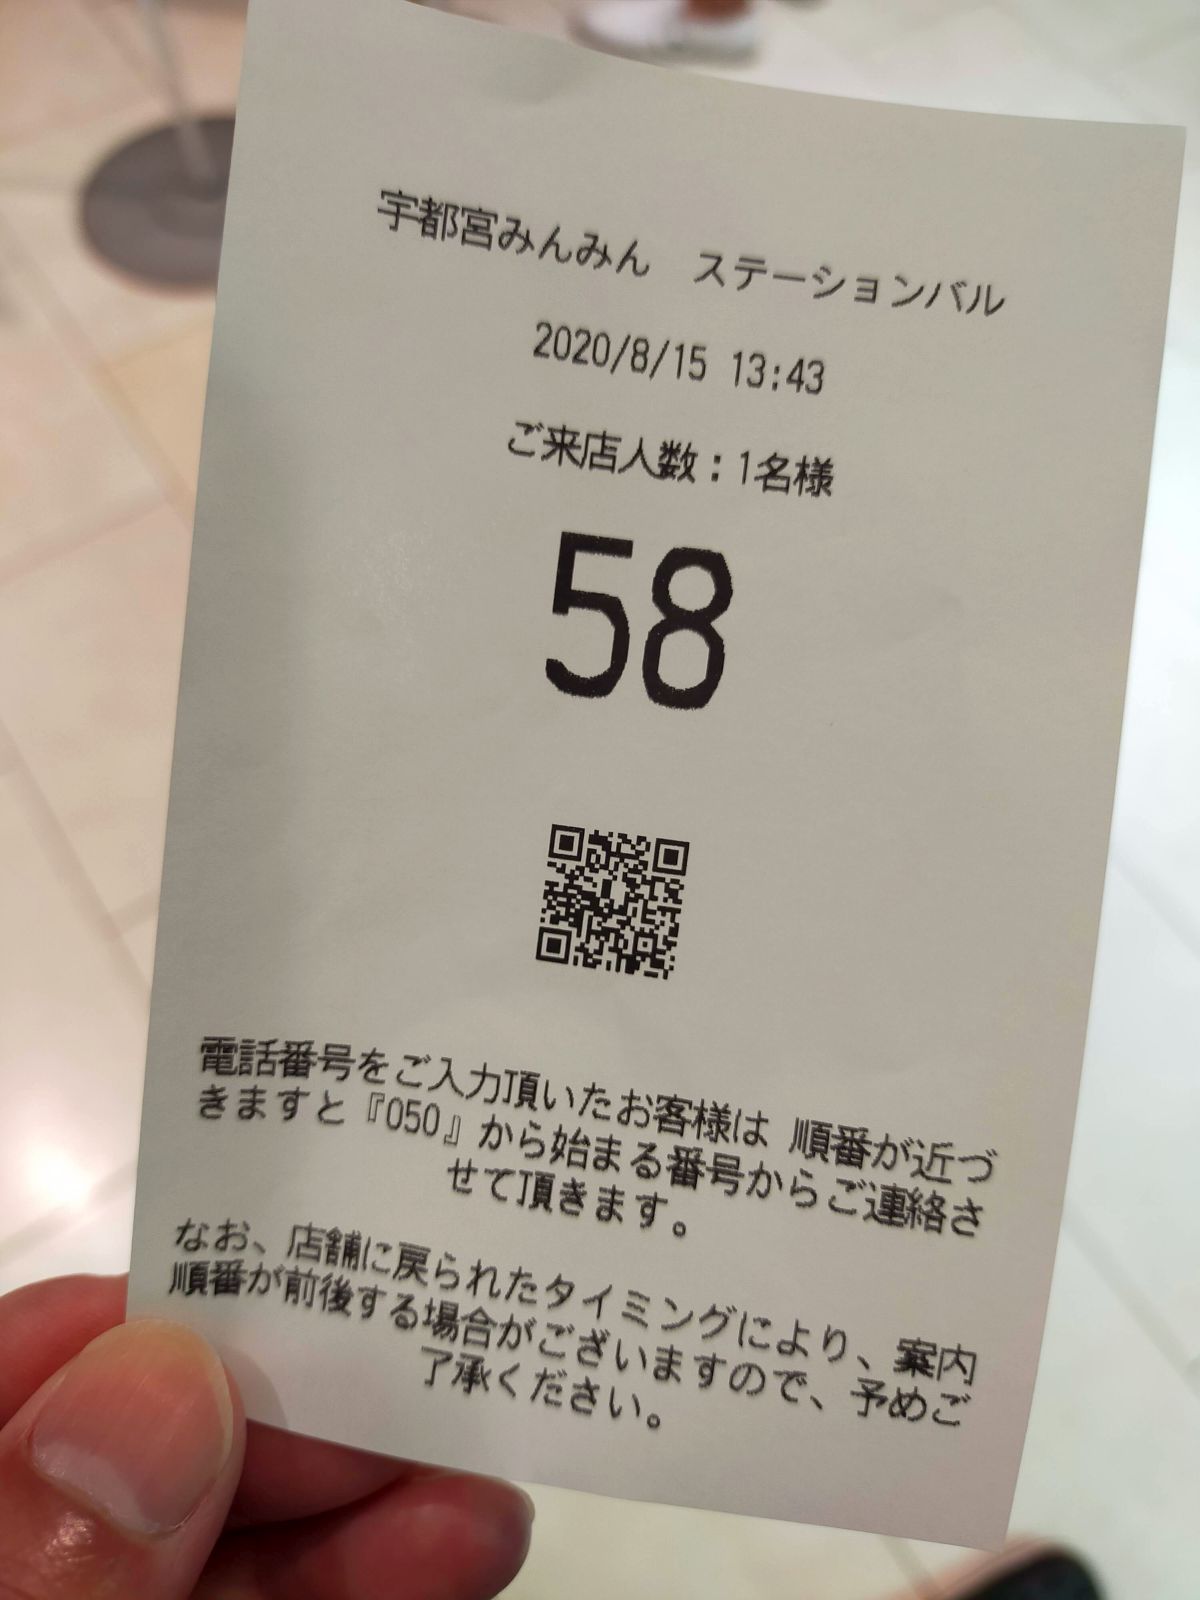 宇都宮みんみん　ステーションバル
2020/8/15 13:43
ご来店人数：1名様
58
電話番号をご入力頂いたお客様は 順番が近づ
きますと『050』から始まる番号からご連絡さ
せて頂きます。
なお、店舗に戻られたタイミングにより、案内
順番が前後する場合がございますので、予めご
了承ください。